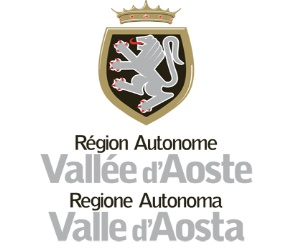 Région Autonome
Vallée d'Aoste
Regione Autonoma
Valle d'Aosta